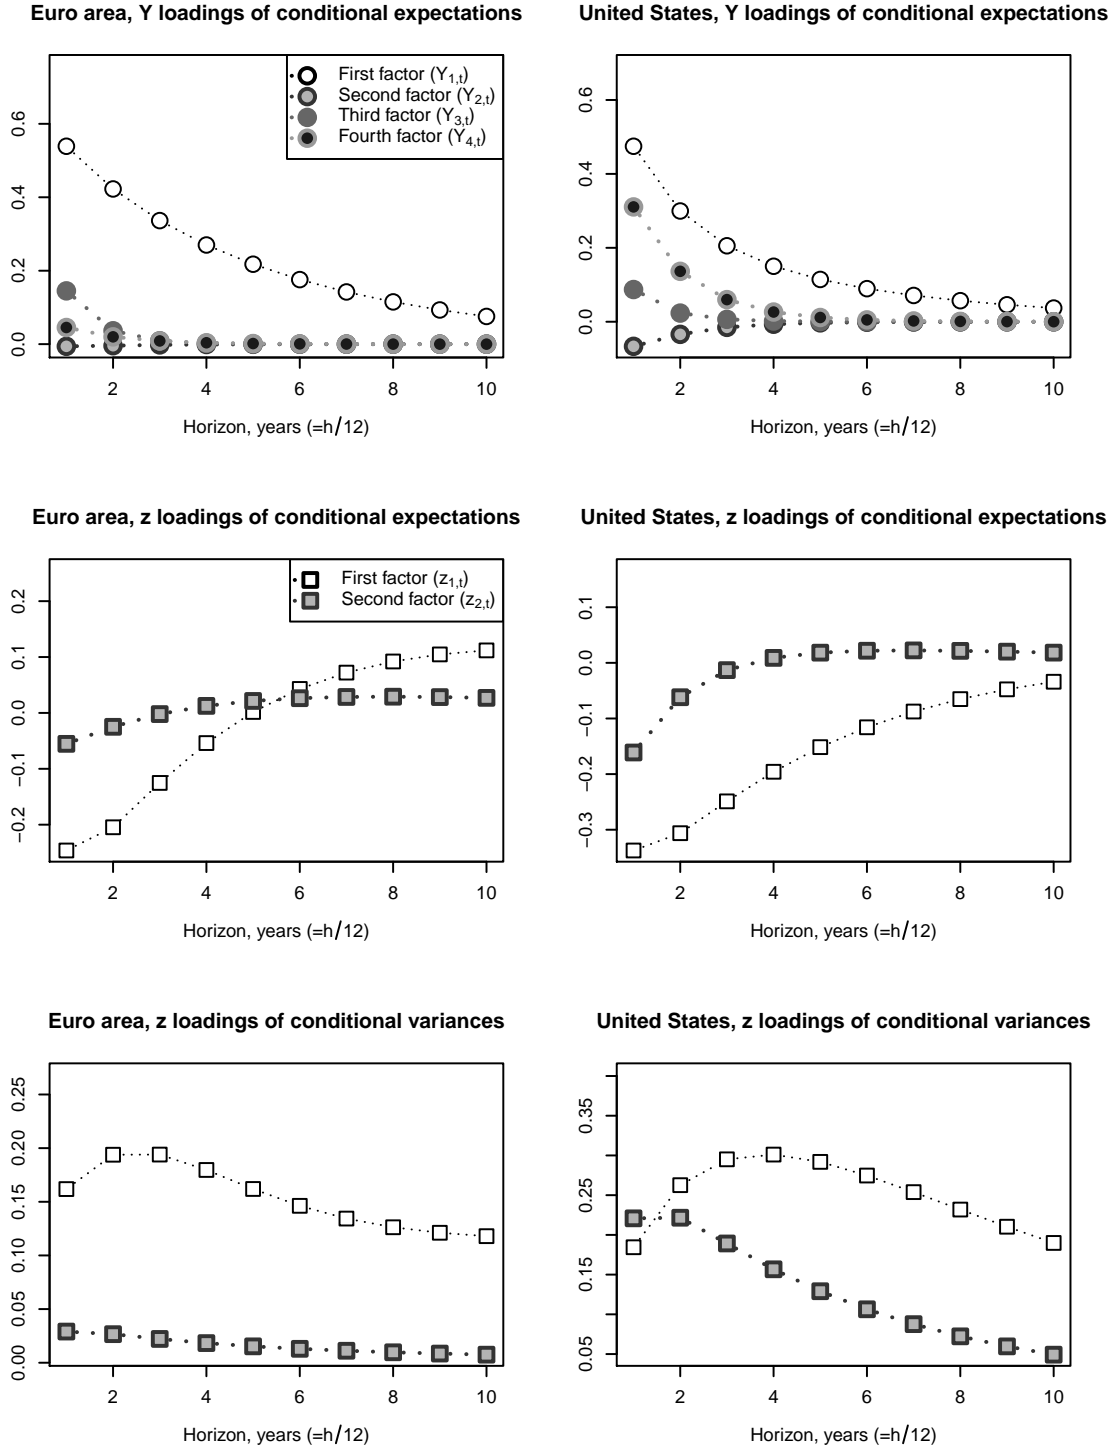 Euro area, Y loadings of conditional expectations
First factor (Y1,t)
Second factor (Y2,t)
Third factor (Y3,t)
Fourth factor (Y4,t)
0.0 0.2 0.4 0.6
2 4 6 8 10
Horizon, years (=h/12)
United States, Y loadings of conditional expectations
0.0 0.2 0.4 0.6
2 4 6 8 10
Horizon, years (=h/12)
Euro area, z loadings of conditional expectations
First factor (z1,t)
Second factor (z2,t)
−0.2 −0.1 0.0 0.1 0.2
2 4 6 8 10
Horizon, years (=h/12)
United States, z loadings of conditional expectations
−0.3 −0.2 −0.1 0.0 0.1
2 4 6 8 10
Horizon, years (=h/12)
Euro area, z loadings of conditional variances
0.00 0.05 0.10 0.15 0.20 0.25
2 4 6 8 10
Horizon, years (=h/12)
United States, z loadings of conditional variances
0.05 0.15 0.25 0.35
2 4 6 8 10
Horizon, years (=h/12)